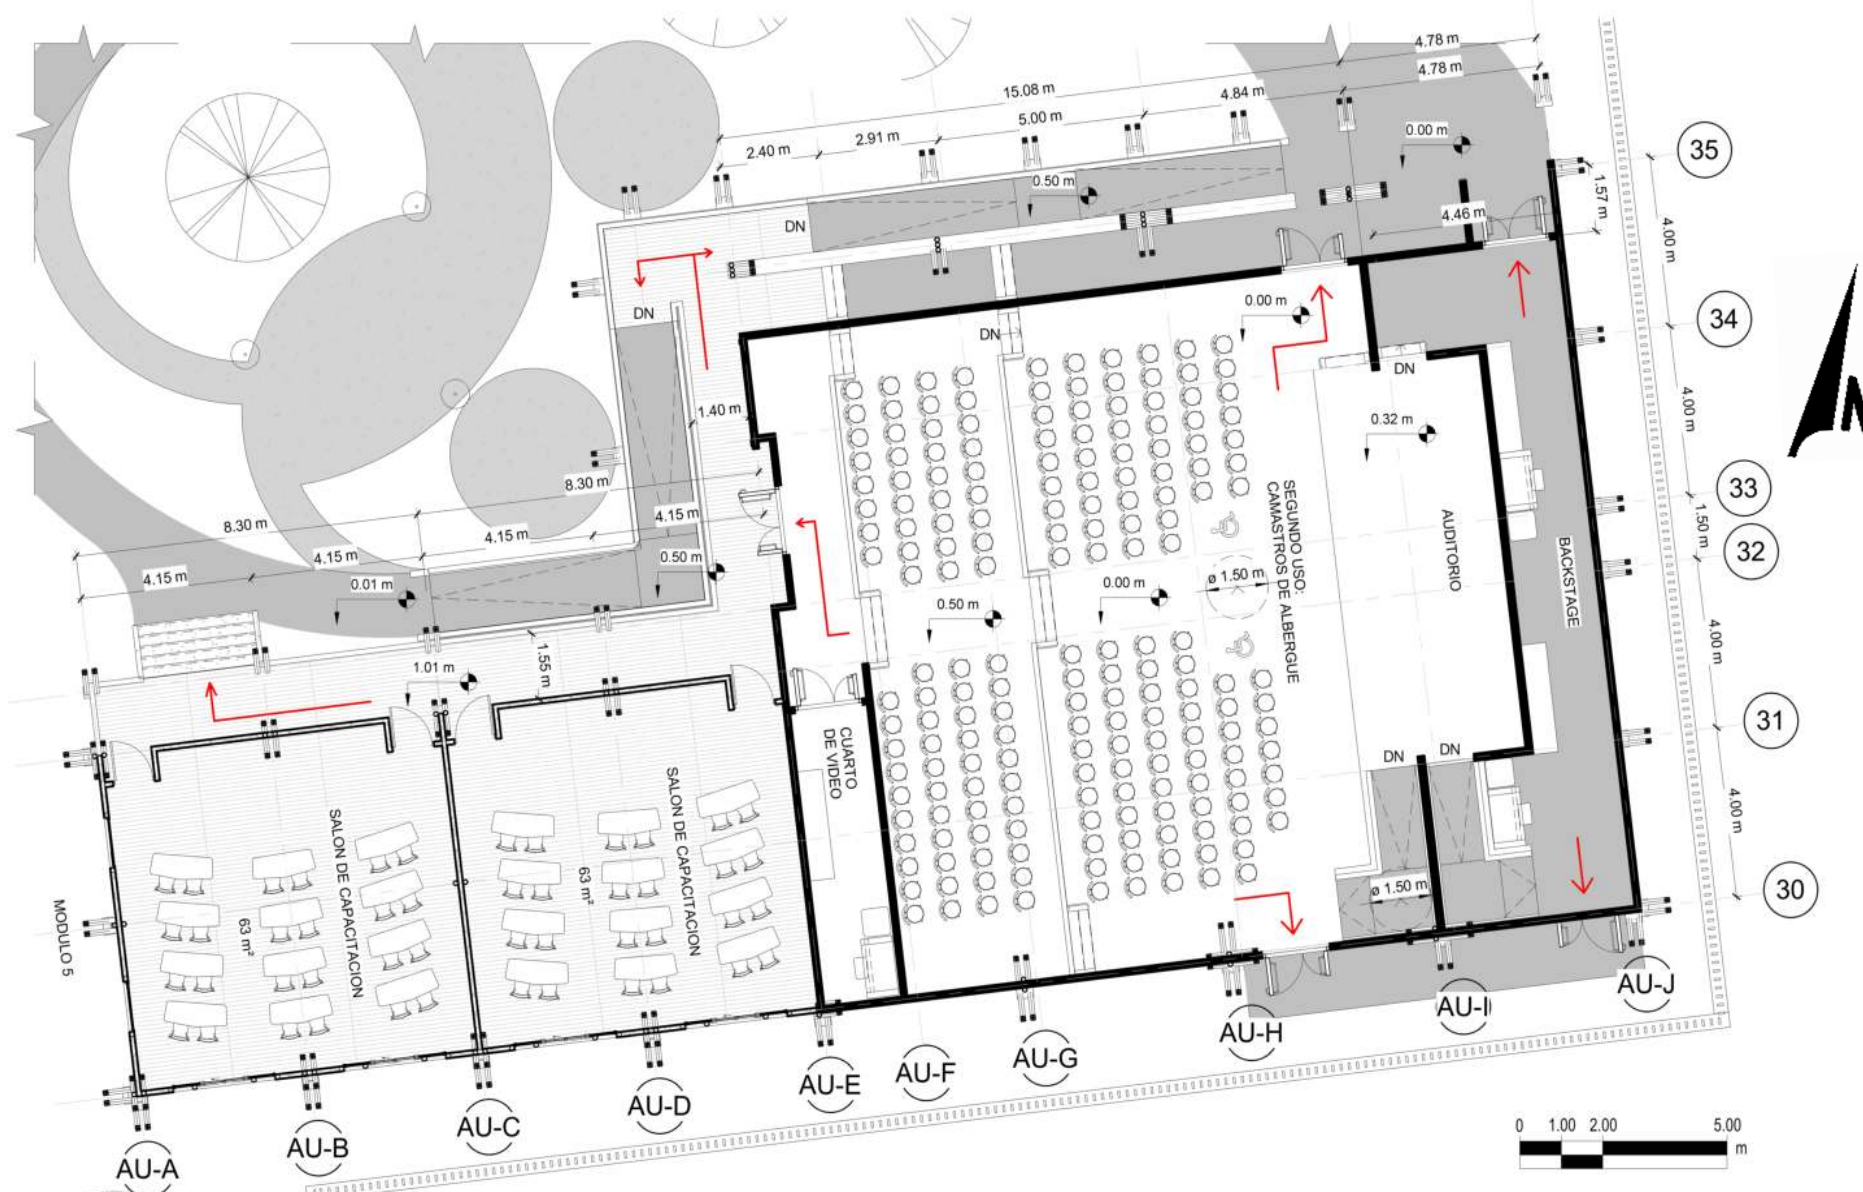 4.78 m
4.78 m
15.08 m
4.84 m
5.00 m
2.91 m
2.40 m
0.00 m
35
1.57 m
4.00 m
0.50 m
DN
4.46 m
DN
0.00 m
34
DN
DN
N
1.40 m
0.32 m
4.00 m
8.30 m
33
8.30 m
4.15 m
1.50 m
4.15 m
SEGUNDO USO:
CAMASTROS DE ALBERGUE
AUDITORIO
BACKSTAGE
32
4.15 m
4.15 m
0.01 m
0.50 m
ø 1.50 m
0.00 m
0.50 m
4.00 m
1.55 m
1.01 m
31
CUARTO
DE VIDEO
DN
DN
4.00 m
SALON DE CAPACITACION
SALON DE CAPACITACION
63 m²
63 m²
ø 1.50 m
30
MODULO 5
AU-J
AU-I
AU-H
AU-G
AU-F
AU-E
AU-D
AU-C
AU-B
AU-A
0 1.00 2.00 5.00
m